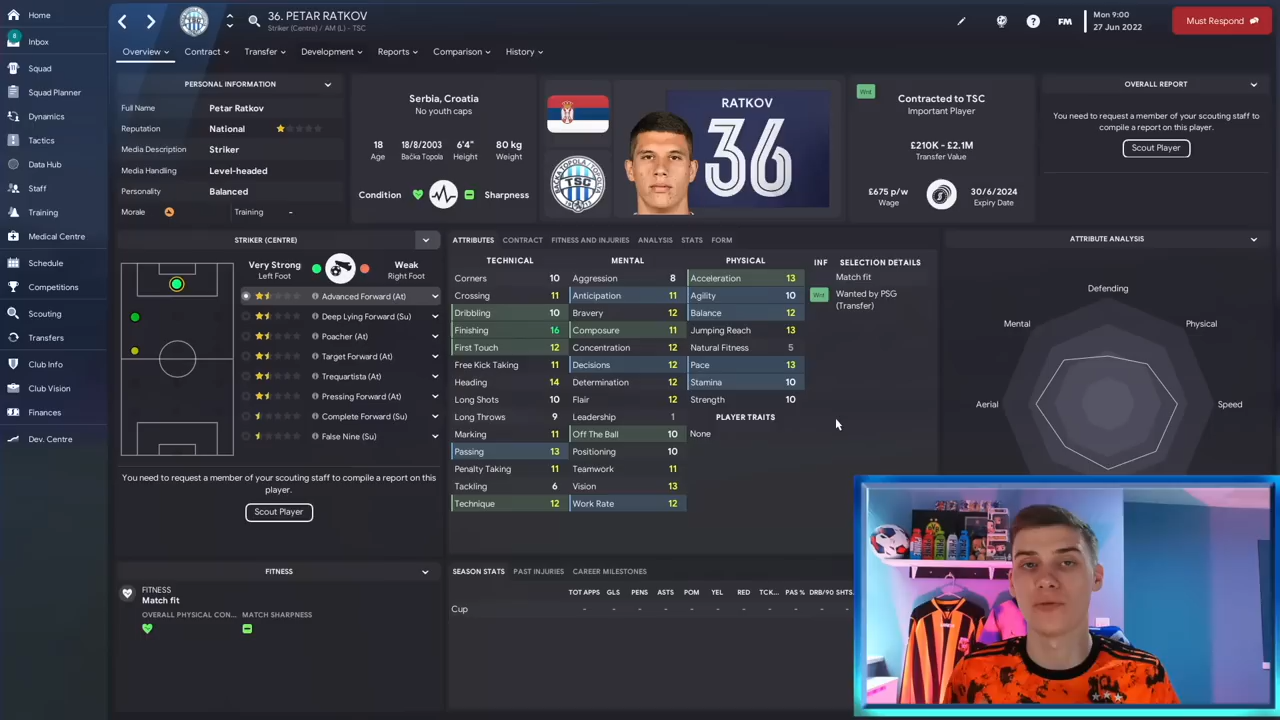 Home
8
Inbox
Squad
Squad Planner
Dynamics
Tactics
Data Hub
Staff
Training
Medical Centre
Schedule
Competitions
Scouting
Transfers
Club Info
Club Vision
Finances
Dev. Centre
36. PETAR RATKOV
Striker (Centre) / AM (L) - TSC
FM
Mon 9:00
27 Jun 2022
Must Respond
Overview
Contract
Transfer
Development
Reports
Comparison
History
PERSONAL INFORMATION
Full Name Petar Ratkov
Reputation National
Media Description Striker
Media Handling Level-headed
Personality Balanced
Morale Training -
Serbia, Croatia
No youth caps
18 18/8/2003 6'4" 80 kg
Age Bačka Topola Height Weight
Condition Sharpness
TSC
RATKOV
36
Wnt
Contracted to TSC
Important Player
£210K - £2.1M
Transfer Value
£675 p/w 30/6/2024
Wage Expiry Date
OVERALL REPORT
You need to request a member of your scouting staff to
compile a report on this player.
Scout Player
STRIKER (CENTRE)
Very Strong Weak
Left Foot Right Foot
Advanced Forward (At)
Deep Lying Forward (Su)
Poacher (At)
Target Forward (At)
Trequartista (At)
Pressing Forward (At)
Complete Forward (Su)
False Nine (Su)
You need to request a member of your scouting staff to compile a report on this
player.
Scout Player
ATTRIBUTES CONTRACT FITNESS AND INJURIES ANALYSIS STATS FORM
TECHNICAL MENTAL PHYSICAL
Corners 10 Aggression 8 Acceleration 13
Crossing 11 Anticipation 11 Agility 10
Dribbling 10 Bravery 12 Balance 12
Finishing 16 Composure 11 Jumping Reach 13
First Touch 12 Concentration 12 Natural Fitness 5
Free Kick Taking 11 Decisions 12 Pace 13
Heading 14 Determination 12 Stamina 10
Long Shots 10 Flair 12 Strength 10
Long Throws 9 Leadership 1 PLAYER TRAITS
Marking 11 Off The Ball 10 None
Passing 13 Positioning 10
Penalty Taking 11 Teamwork 11
Tackling 6 Vision 13
Technique 12 Work Rate 12
INF SELECTION DETAILS
Match fit
Wnt Wanted by PSG
(Transfer)
ATTRIBUTE ANALYSIS
Defending
Mental Physical
Aerial Speed
FITNESS
FITNESS
Match fit
OVERALL PHYSICAL CON... MATCH SHARPNESS
SEASON STATS PAST INJURIES CAREER MILESTONES
TOT APPS GLS PENS ASTS POM YEL RED TCK... PAS % DRB/90 SHTS.
Cup - - - - - - - - - - -